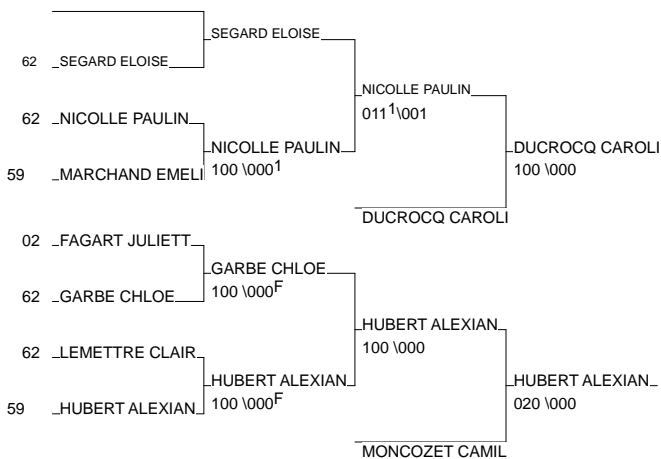 SEGARD ELOISE
62 SEGARD ELOISE
NICOLLE PAULIN
011¹\001
62 NICOLLE PAULIN
NICOLLE PAULIN
100 \000¹
DUCROCQ CAROLI
100 \000
59 MARCHAND EMELI
DUCROCQ CAROLI
02 FAGART JULIETT
GARBE CHLOE
100 \000F
62 GARBE CHLOE
HUBERT ALEXIAN
100 \000
62 LEMETTRE CLAIR
HUBERT ALEXIAN
100 \000F
HUBERT ALEXIAN
020 \000
59 HUBERT ALEXIAN
MONCOZET CAMIL